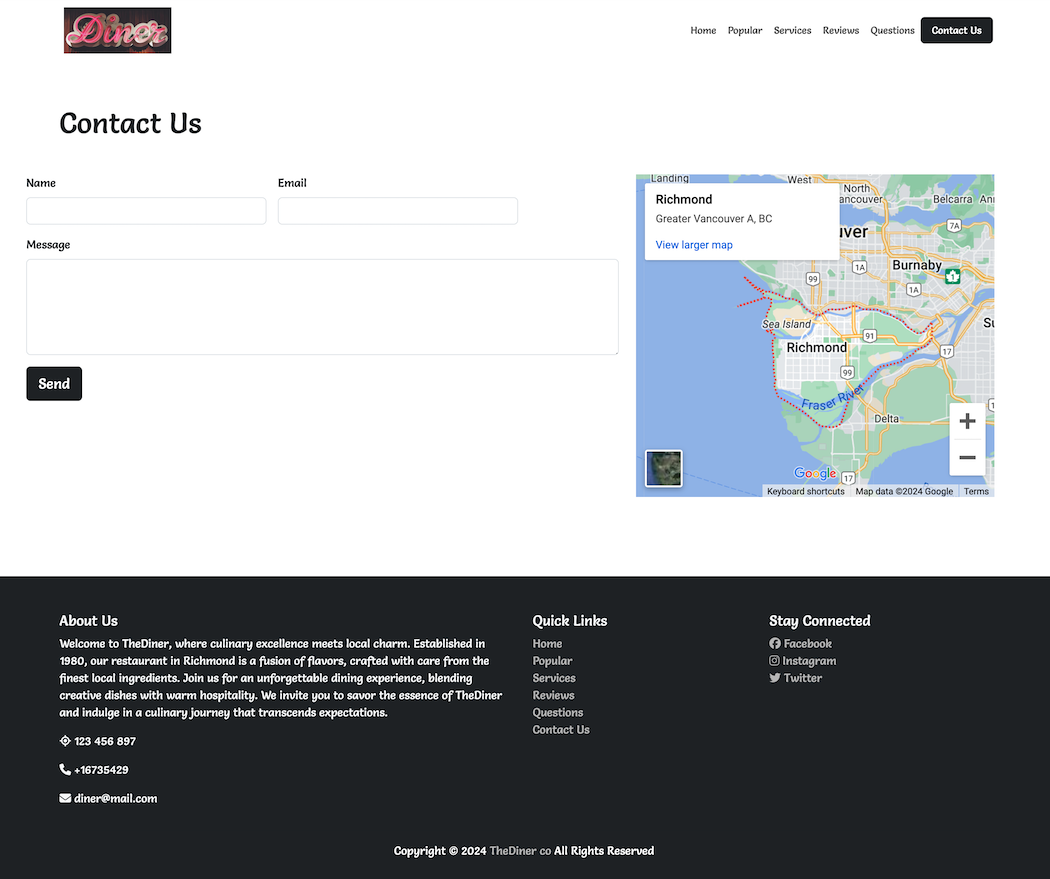 Diner
Home Popular Services Reviews Questions Contact Us
Contact Us
Name Email
Message
Send
Landing
West
North
Vancouver
Belcarra
Richmond
Greater Vancouver A, BC
View larger map
7A
1A
Burnaby
1
99
1A
Sea Island
91
Richmond
17
99
Fraser River
Delta
Google
17
Keyboard shortcuts Map data ©2024 Google Terms
About Us
Welcome to TheDiner, where culinary excellence meets local charm. Established in
1980, our restaurant in Richmond is a fusion of flavors, crafted with care from the
finest local ingredients. Join us for an unforgettable dining experience, blending
creative dishes with warm hospitality. We invite you to savor the essence of TheDiner
and indulge in a culinary journey that transcends expectations.
123 456 897
+16735429
diner@mail.com
Quick Links
Home
Popular
Services
Reviews
Questions
Contact Us
Stay Connected
Facebook
Instagram
Twitter
Copyright © 2024 TheDiner co All Rights Reserved